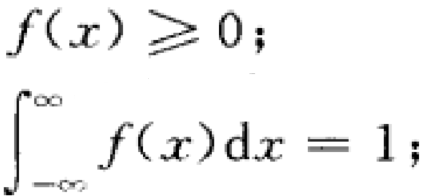 f(x) ⩾ 0;
∫_{-∞}^{∞} f(x)dx = 1;